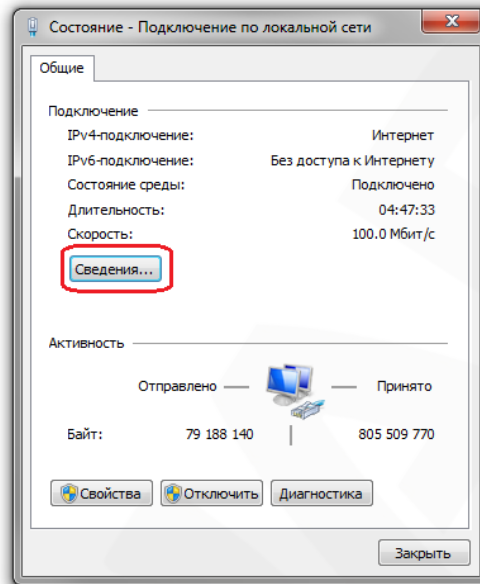 Состояние - Подключение по локальной сети
Общие
Подключение
IPv4-подключение: Интернет
IPv6-подключение: Без доступа к Интернету
Состояние среды: Подключено
Длительность: 04:47:33
Скорость: 100.0 Мбит/с
Сведения...
Активность
Отправлено — — Принято
Байт: 79 188 140 | 805 509 770
Свойства Отключить Диагностика
Закрыть